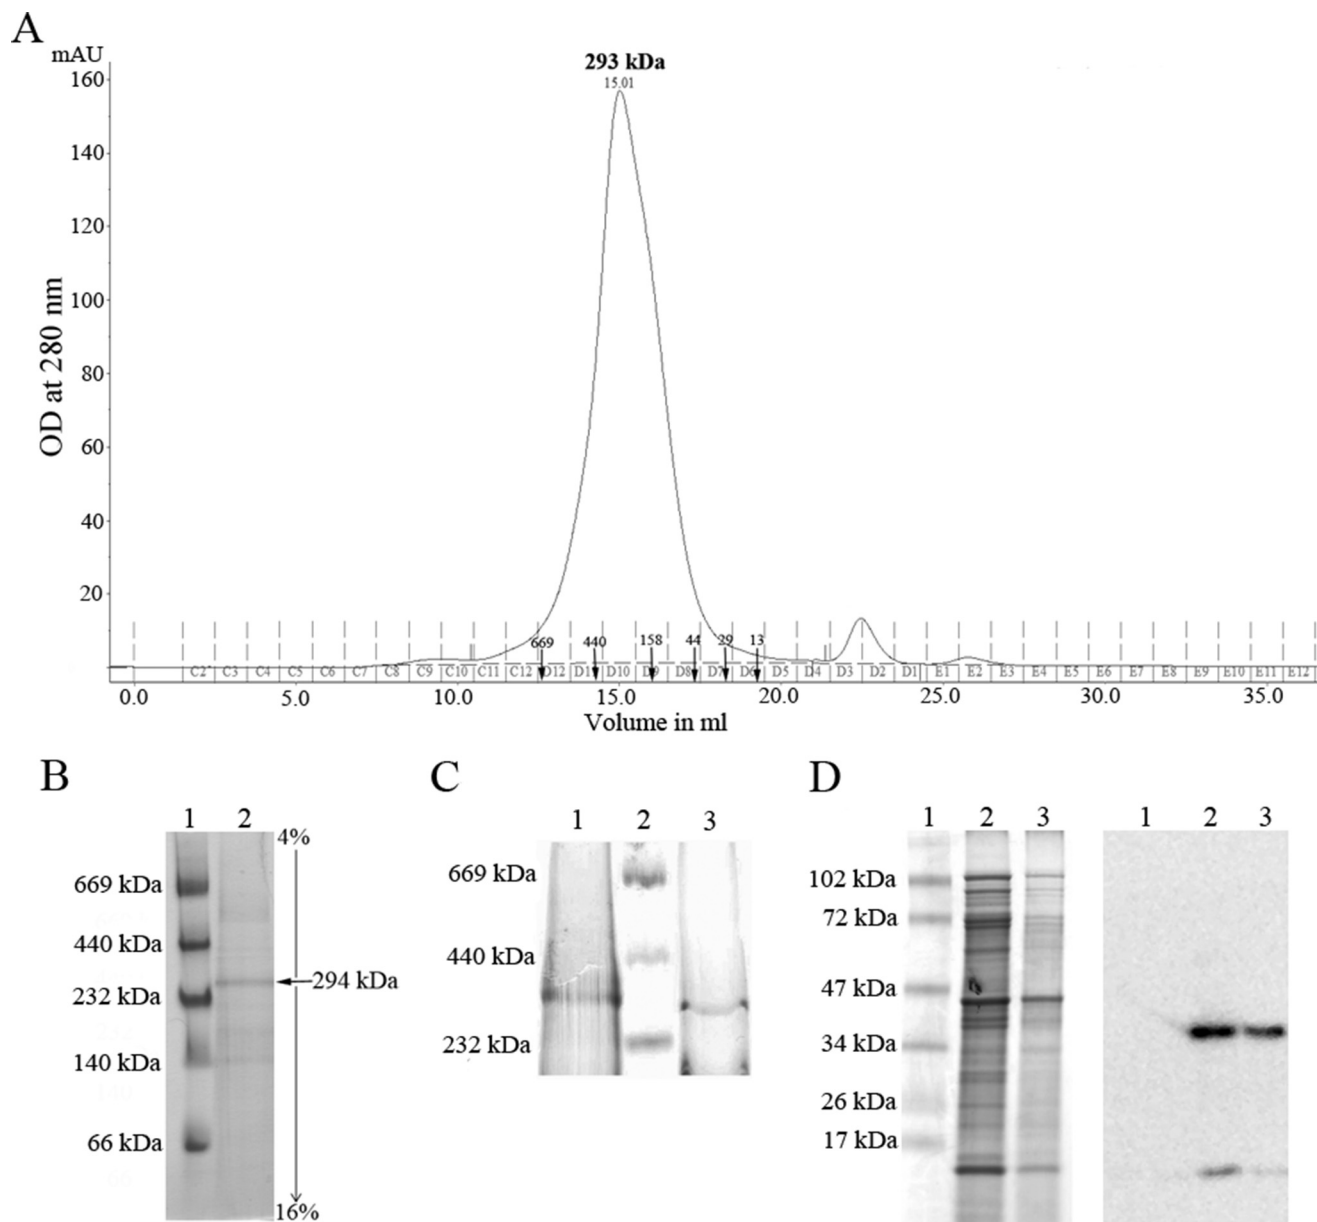 A
mAU
293 kDa
15.01
160
140
120
100
80
60
40
20
OD at 280 nm
669 440 158 44 29 13
C2 C3 C4 C5 C6 C7 C8 C9 C10 C11 C12 D12 D11 D10 D9 D8 D7 D6 D5 D4 D3 D2 D1 E1 E2 E3 E4 E5 E6 E7 E8 E9 E10 E11 E12
0.0 5.0 10.0 15.0 20.0 25.0 30.0 35.0
Volume in ml
B
1 2
4%
669 kDa
440 kDa
294 kDa
232 kDa
140 kDa
66 kDa
16%
C
1 2 3
669 kDa
440 kDa
232 kDa
D
1 2 3 1 2 3
102 kDa
72 kDa
47 kDa
34 kDa
26 kDa
17 kDa